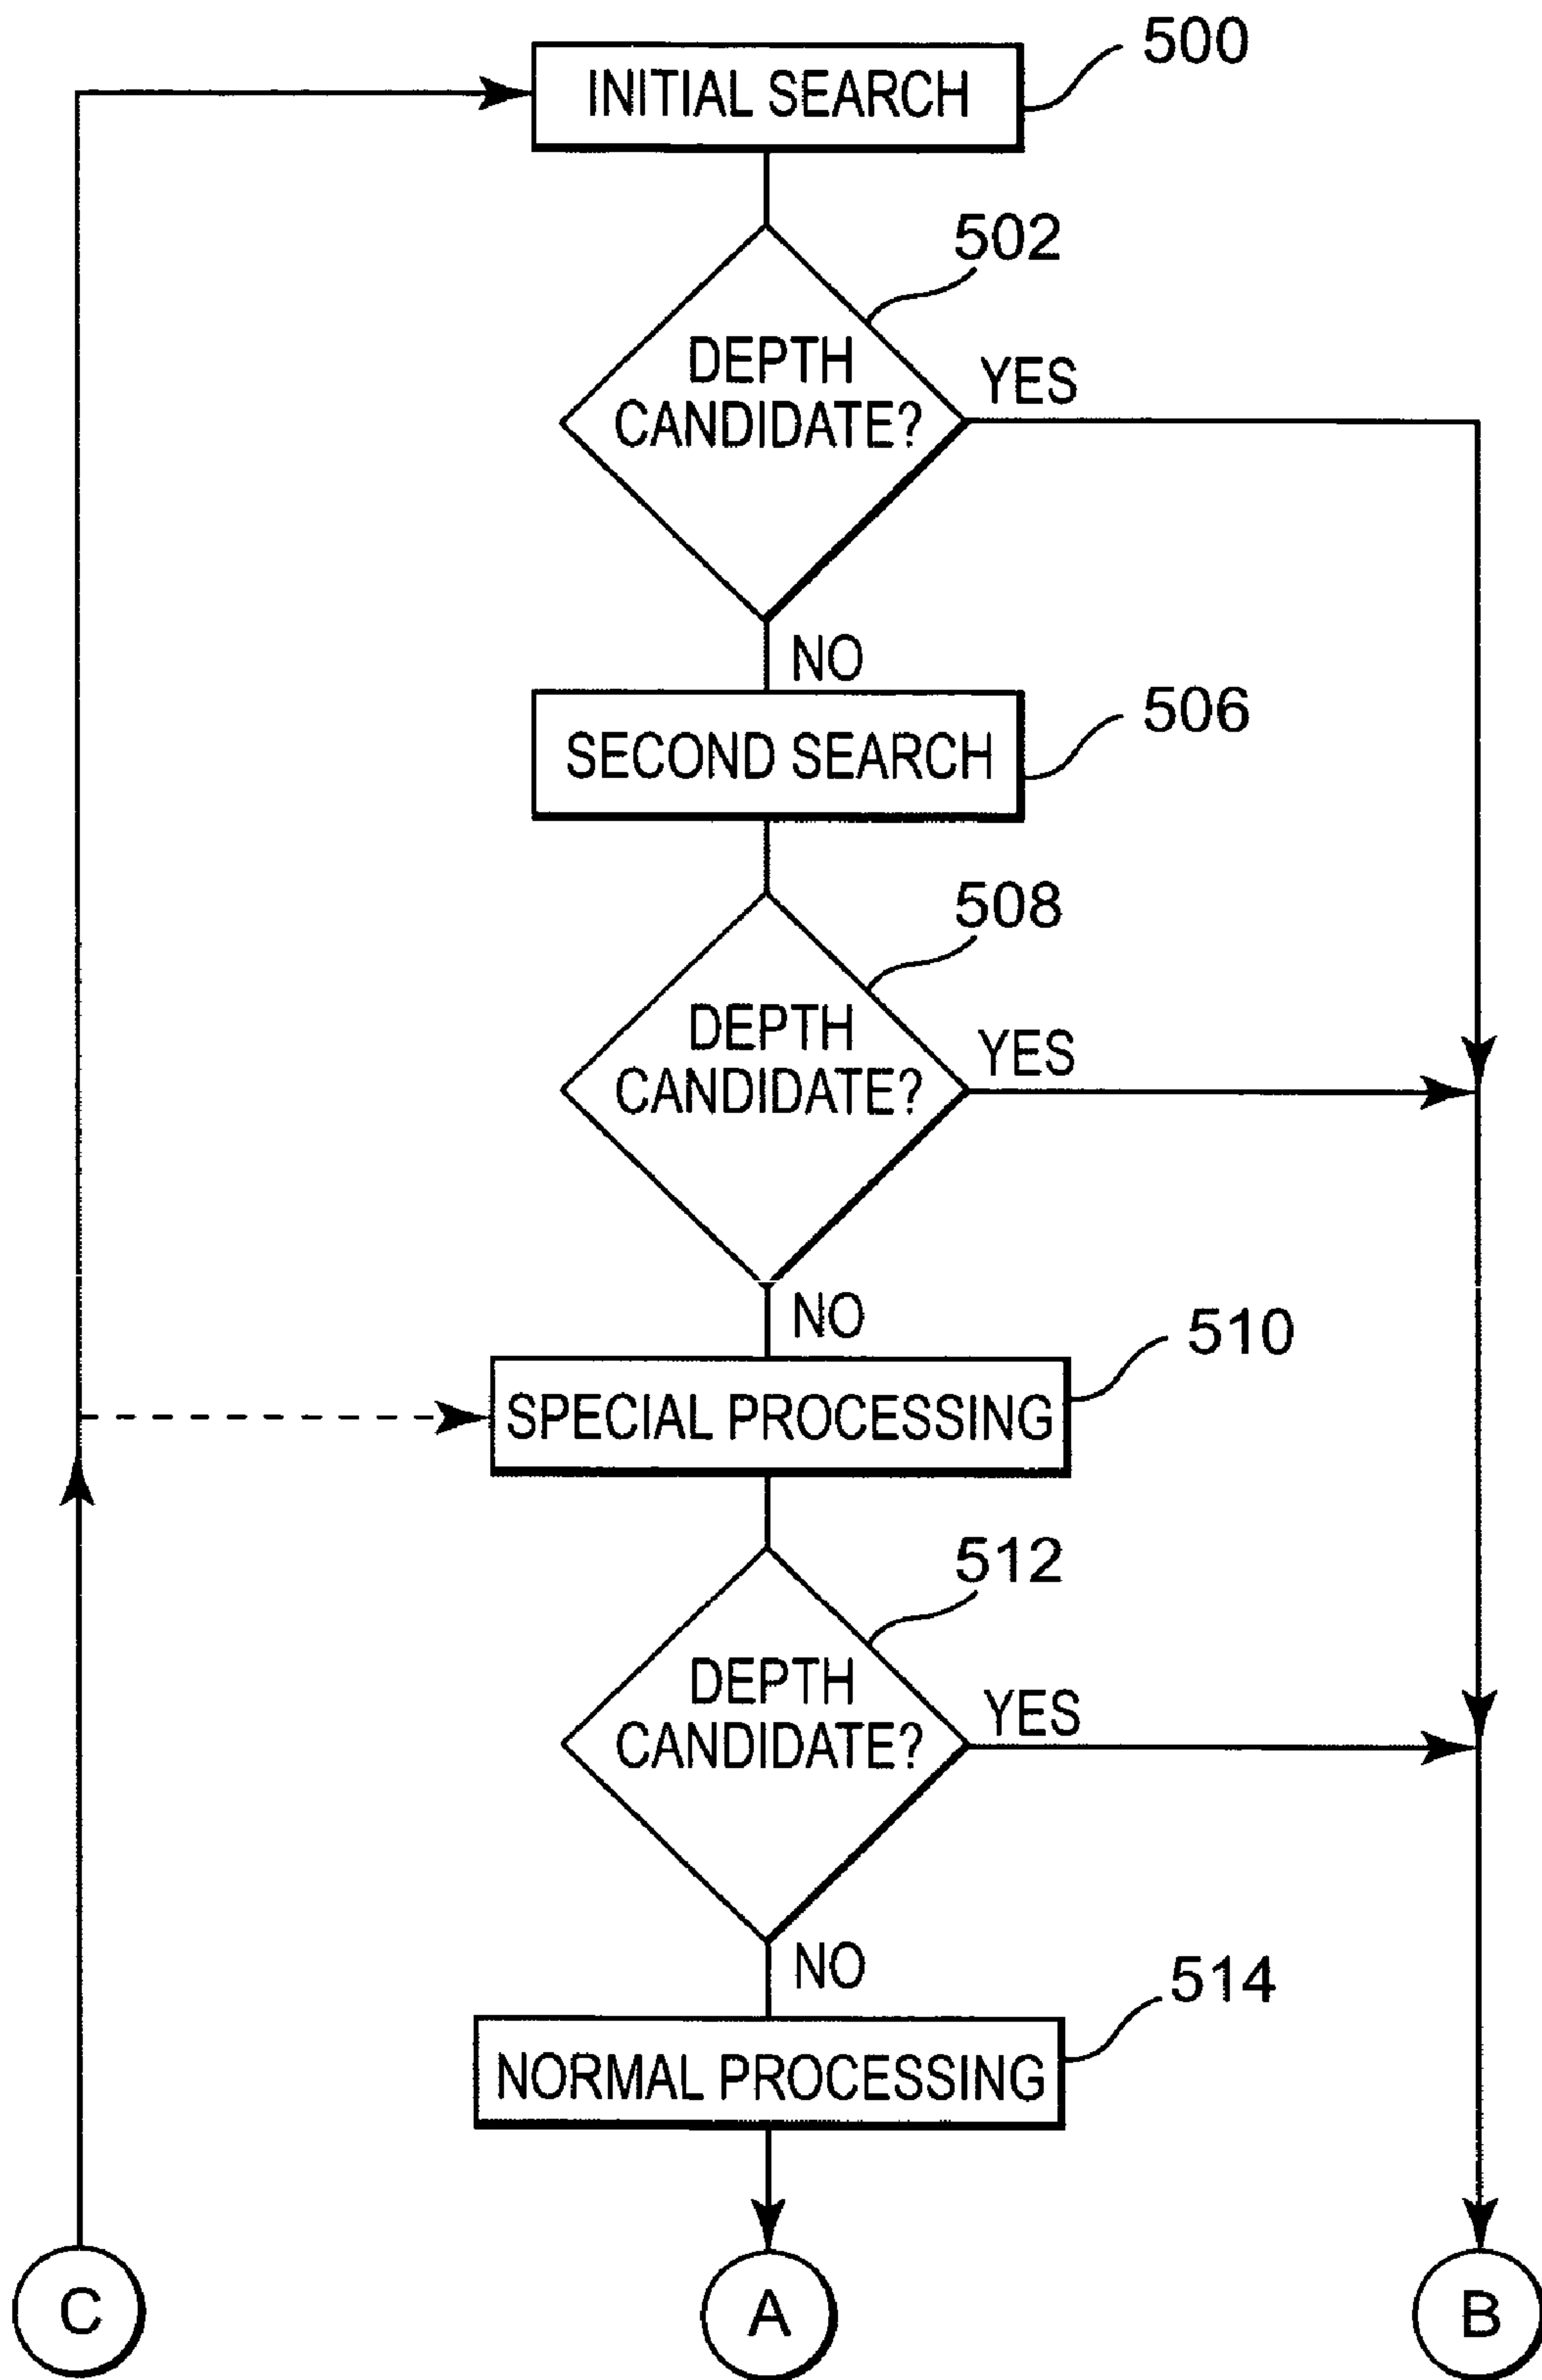 500
INITIAL SEARCH
502
DEPTH
CANDIDATE?
YES
NO
506
SECOND SEARCH
508
DEPTH
CANDIDATE?
YES
NO
510
SPECIAL PROCESSING
512
DEPTH
CANDIDATE?
YES
NO
514
NORMAL PROCESSING
C
A
B